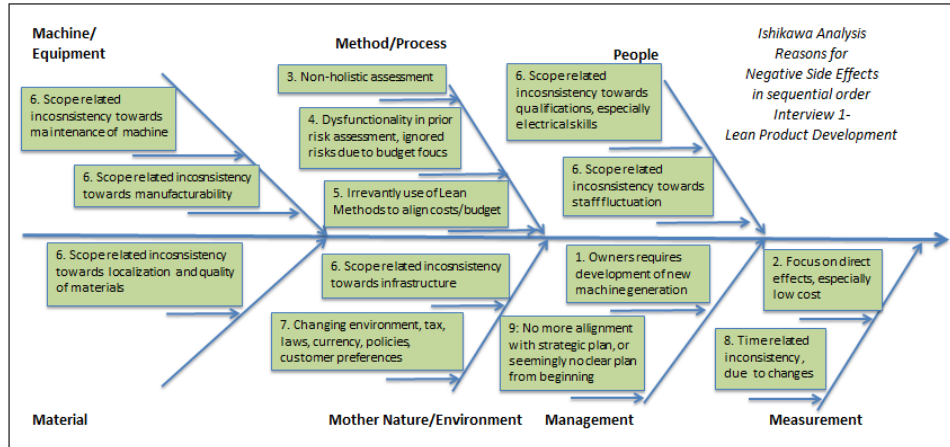 Machine/
Equipment
Method/Process
People
Ishikawa Analysis
Reasons for
Negative Side Effects
in sequential order
Interview 1-
Lean Product Development
6. Scope related
incosnsistency towards
maintenance of machine
6. Scope related incosnsistency
towards manufacturability
3. Non-holistic assessment
4. Dysfunctionality in prior
risk assessment, ignored
risks due to budget foucs
5. Irrevantly use of Lean
Methods to align costs/budget
6. Scope related
incosnsistency towards
qualifications, especially
electrical skills
6. Scope related
incosnsistency towards
staff fluctuation
6. Scope related incosnsistency
towards localization and quality
of materials
6. Scope related incosnsistency
towards infrastructure
7. Changing environment, tax,
laws, currency, policies,
customer preferences
1. Owners requires
development of new
machine generation
9: No more allignment
with strategic plan, or
seemingly no clear plan
from beginning
2. Focus on direct
effects, especially
low cost
8. Time related
inconsistency,
due to changes
Material
Mother Nature/Environment
Management
Measurement